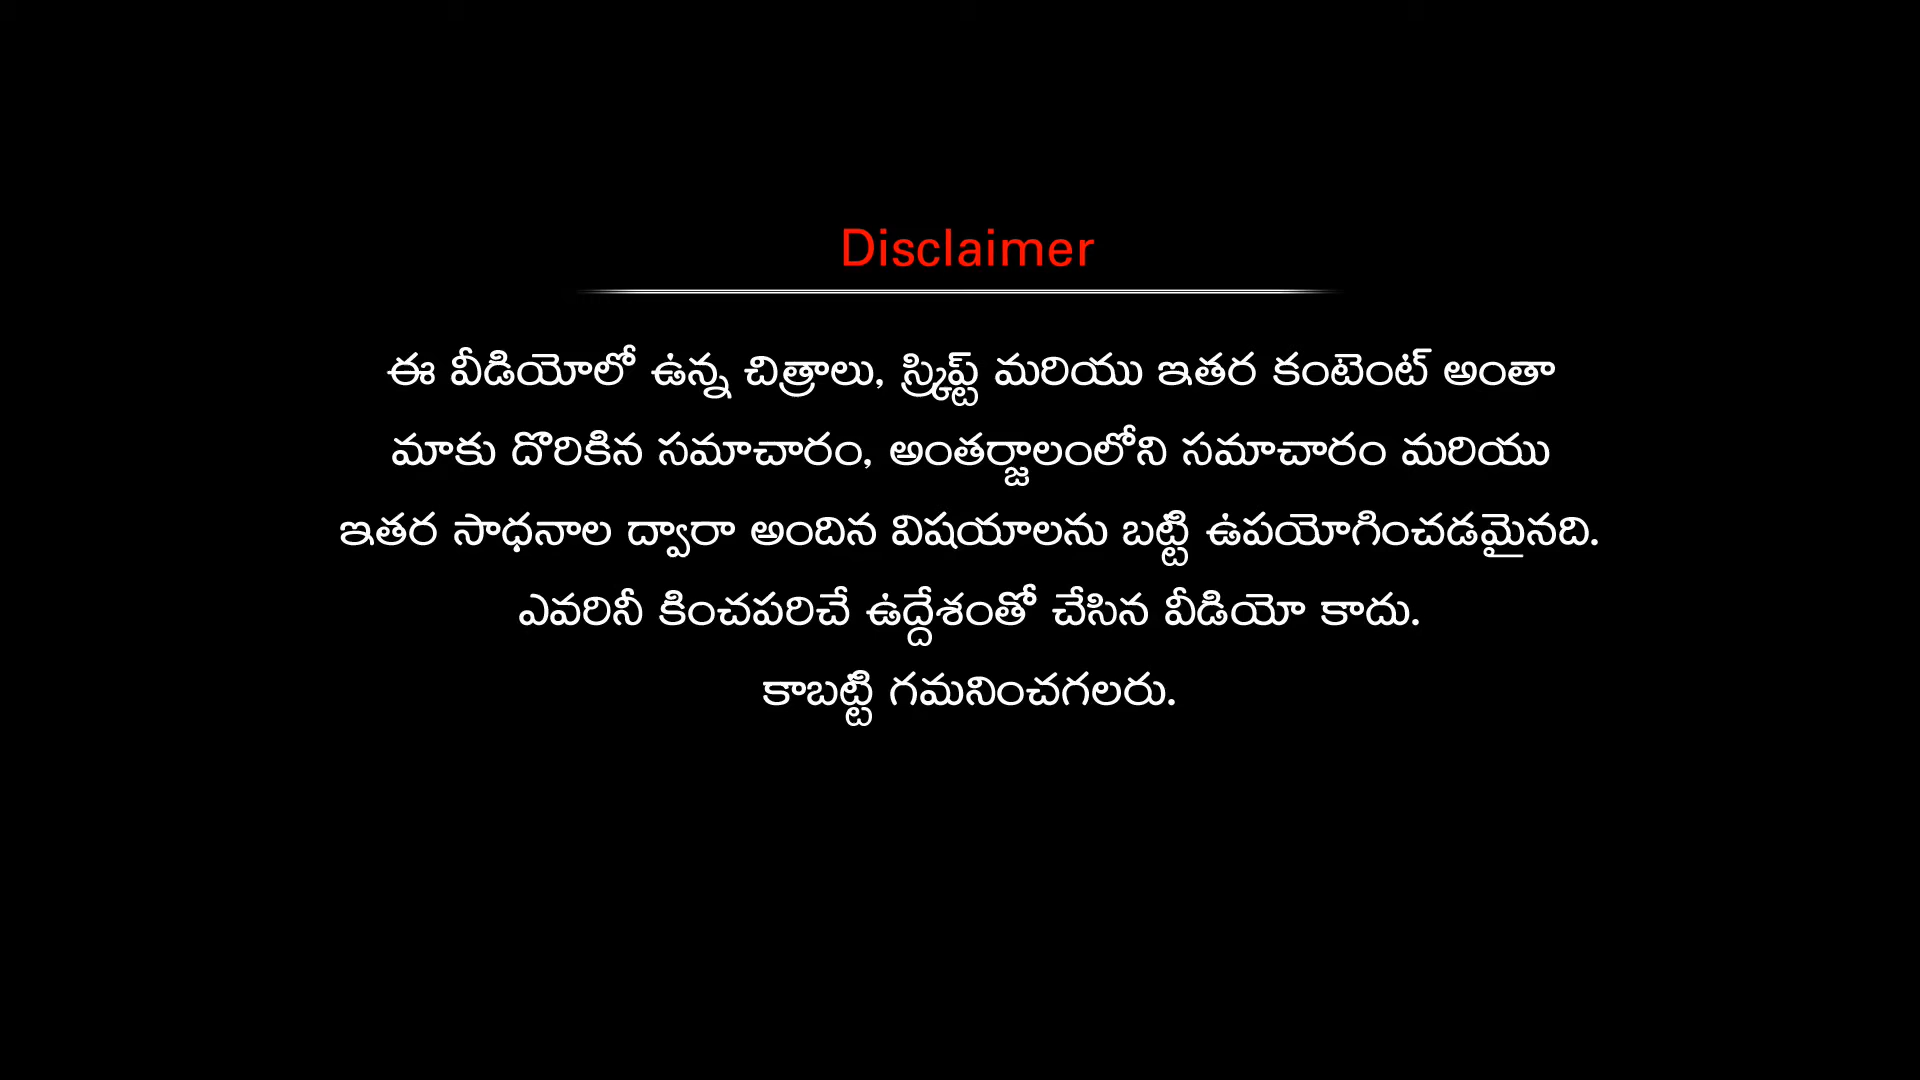 Disclaimer
ఈ వీడియోలో ఉన్న చిత్రాలు, స్క్రిప్ట్ మరియు ఇతర కంటెంట్ అంతా
మాకు దొరికిన సమాచారం, అంతర్జాలంలోని సమాచారం మరియు
ఇతర సాధనాల ద్వారా అందిన విషయాలను బట్టి ఉపయోగించడమైనది.
ఎవరినీ కించపరిచే ఉద్దేశంతో చేసిన వీడియో కాదు.
కాబట్టి గమనించగలరు.